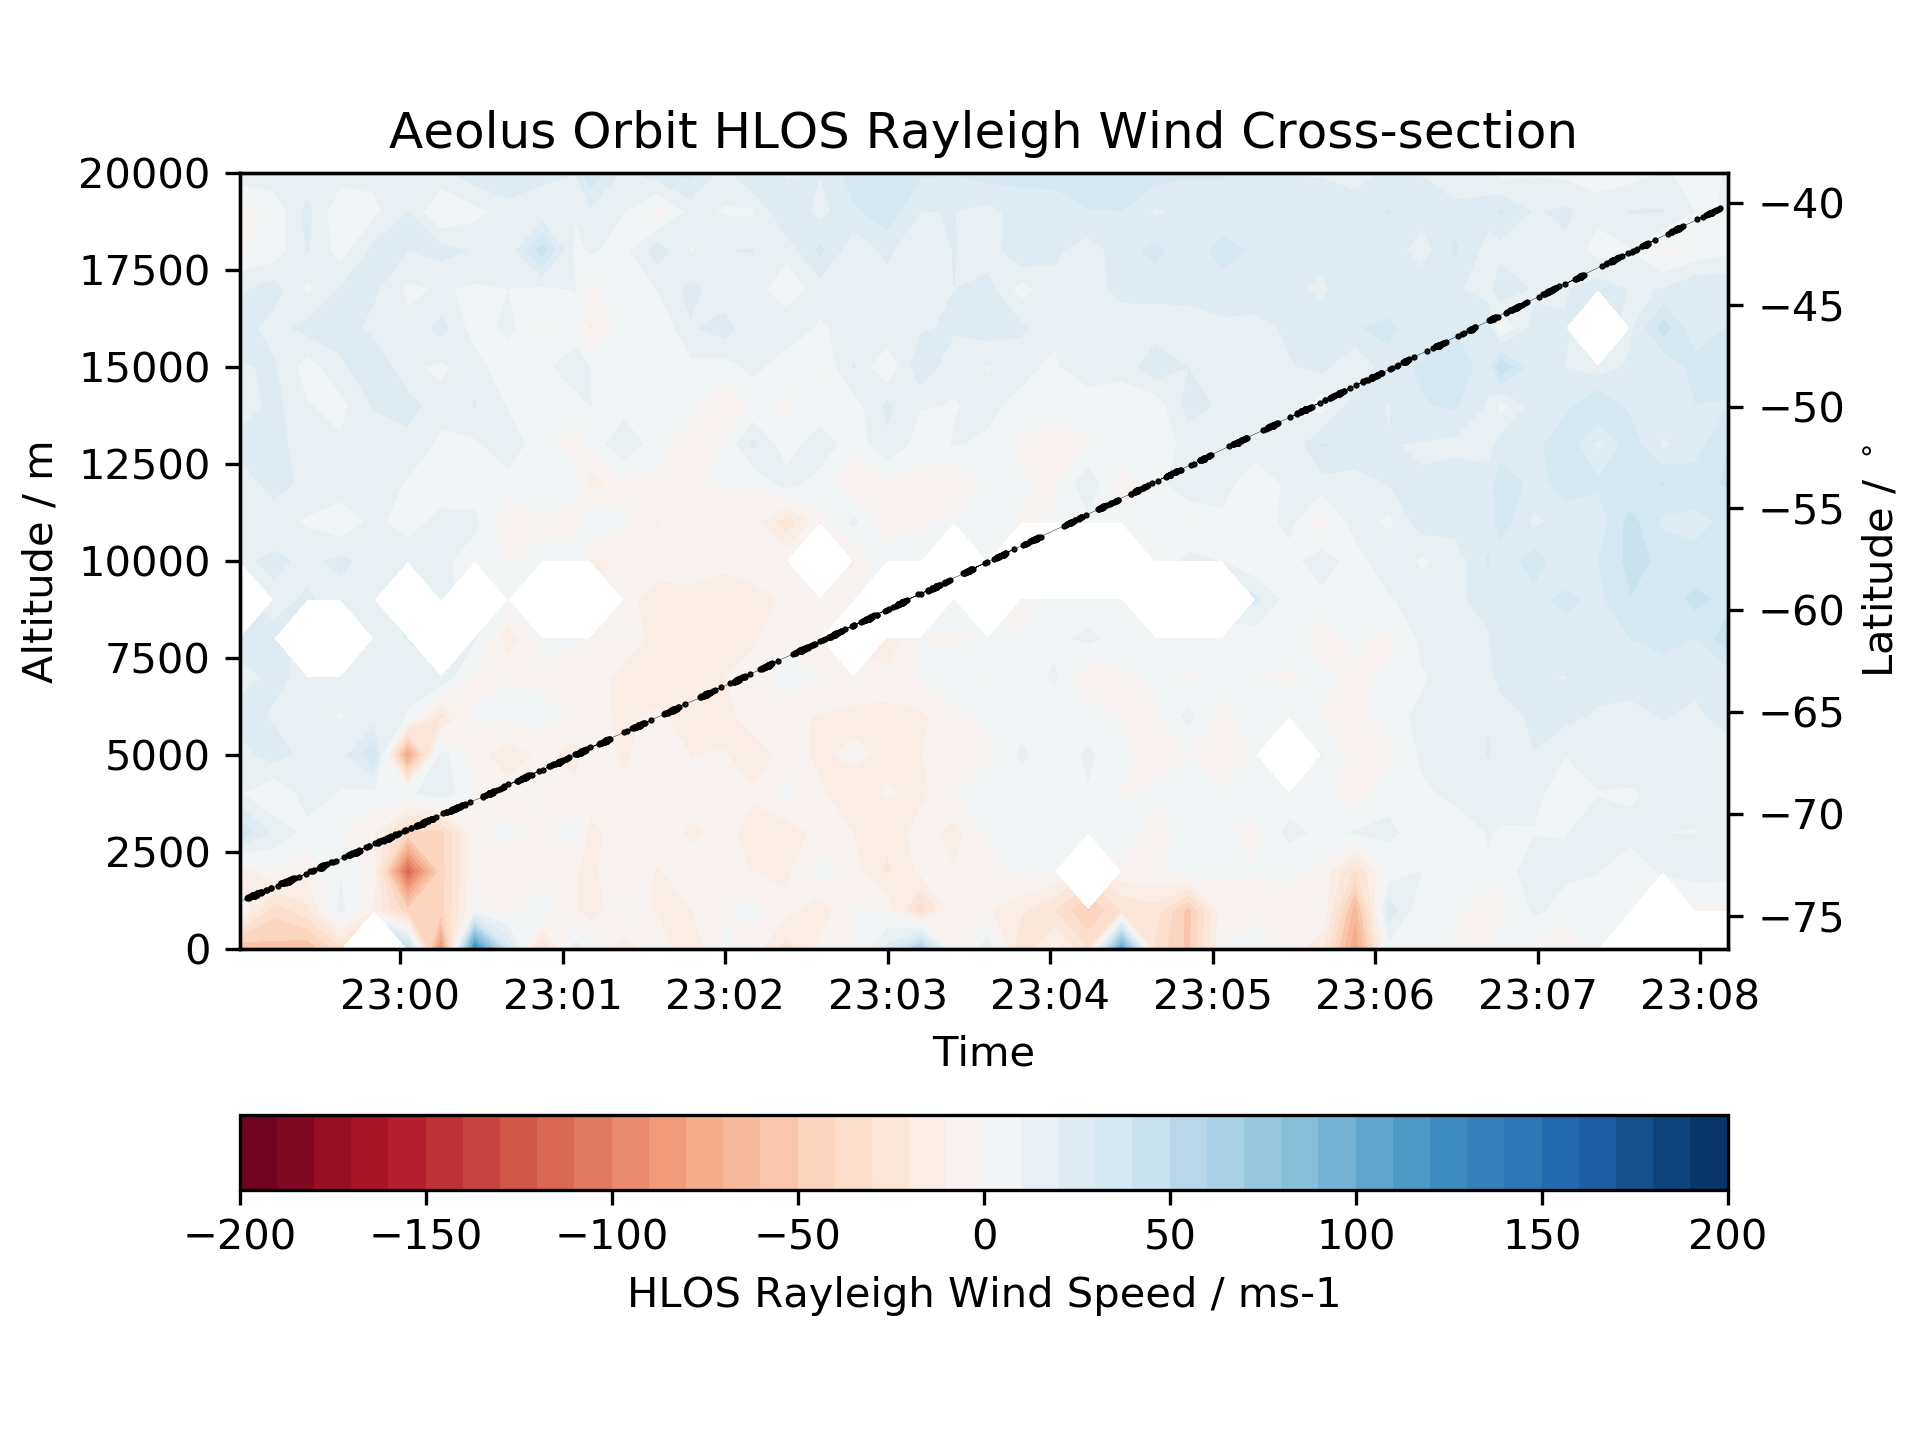 Aeolus Orbit HLOS Rayleigh Wind Cross-section
20000
17500
15000
12500
10000
7500
5000
2500
0
Altitude / m
−40
−45
−50
−55
−60
−65
−70
−75
Latitude / °
23:00 23:01 23:02 23:03 23:04 23:05 23:06 23:07 23:08
Time
−200 −150 −100 −50 0 50 100 150 200
HLOS Rayleigh Wind Speed / ms-1